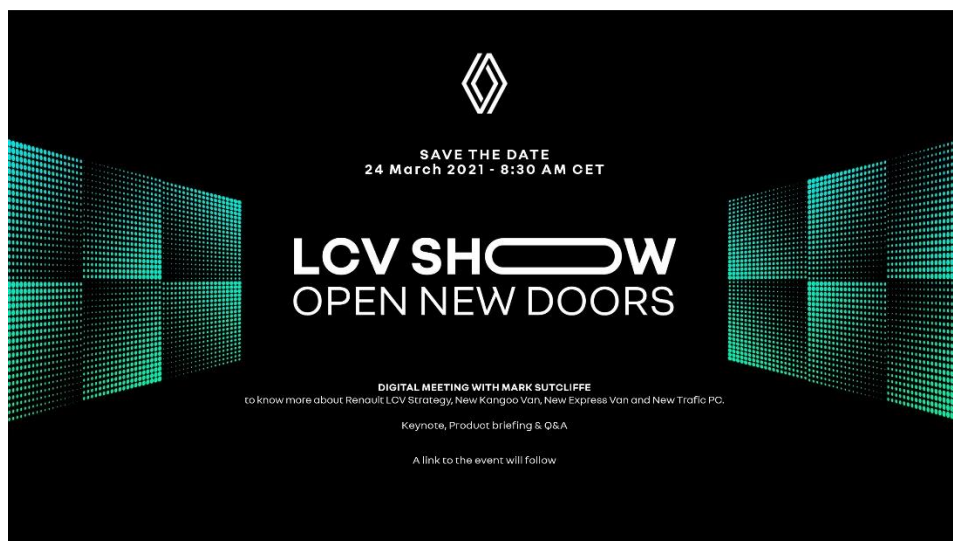 SAVE THE DATE
24 March 2021 - 8:30 AM CET
LCV SHOW
OPEN NEW DOORS
DIGITAL MEETING WITH MARK SUTCLIFFE
to know more about Renault LCV Strategy, New Kangoo Van, New Express Van and New Trafic PC.
Keynote, Product briefing & Q&A
A link to the event will follow